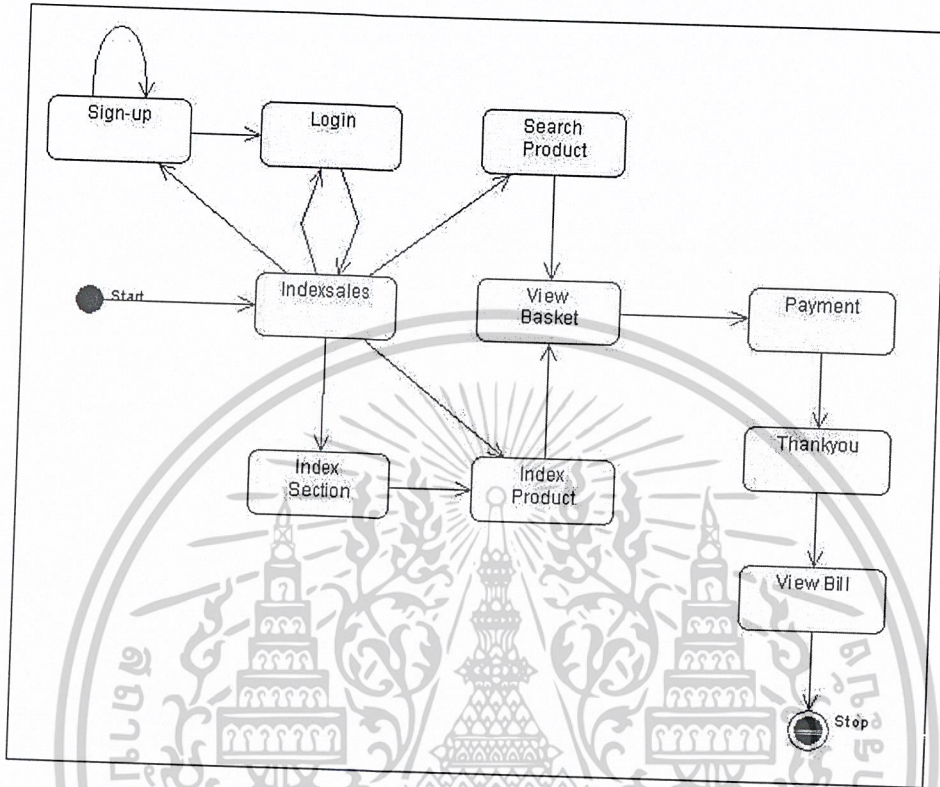 Sign-up
Login
Search
Product
Start
Indexsales
View
Basket
Payment
Index
Section
Index
Product
Thankyou
View Bill
Stop